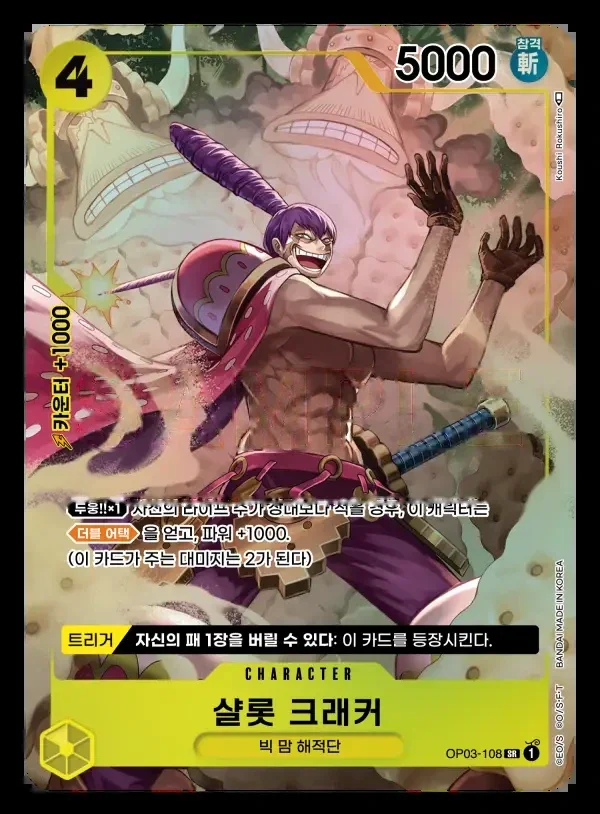 4
5000
참격
斬
Koushi Rokushiro
카운터 +1000
SAMPLE
두웅!!×1 자신의 라이프 수가 상대보다 적을 경우, 이 캐릭터는
더블 어택 을 얻고, 파워 +1000.
(이 카드가 주는 대미지는 2가 된다)
트리거 자신의 패 1장을 버릴 수 있다: 이 카드를 등장시킨다.
CHARACTER
샬롯 크래커
빅 맘 해적단
OP03-108 SR 1
©EO/S ©O/S·F·T BANDAI MADE IN KOREA